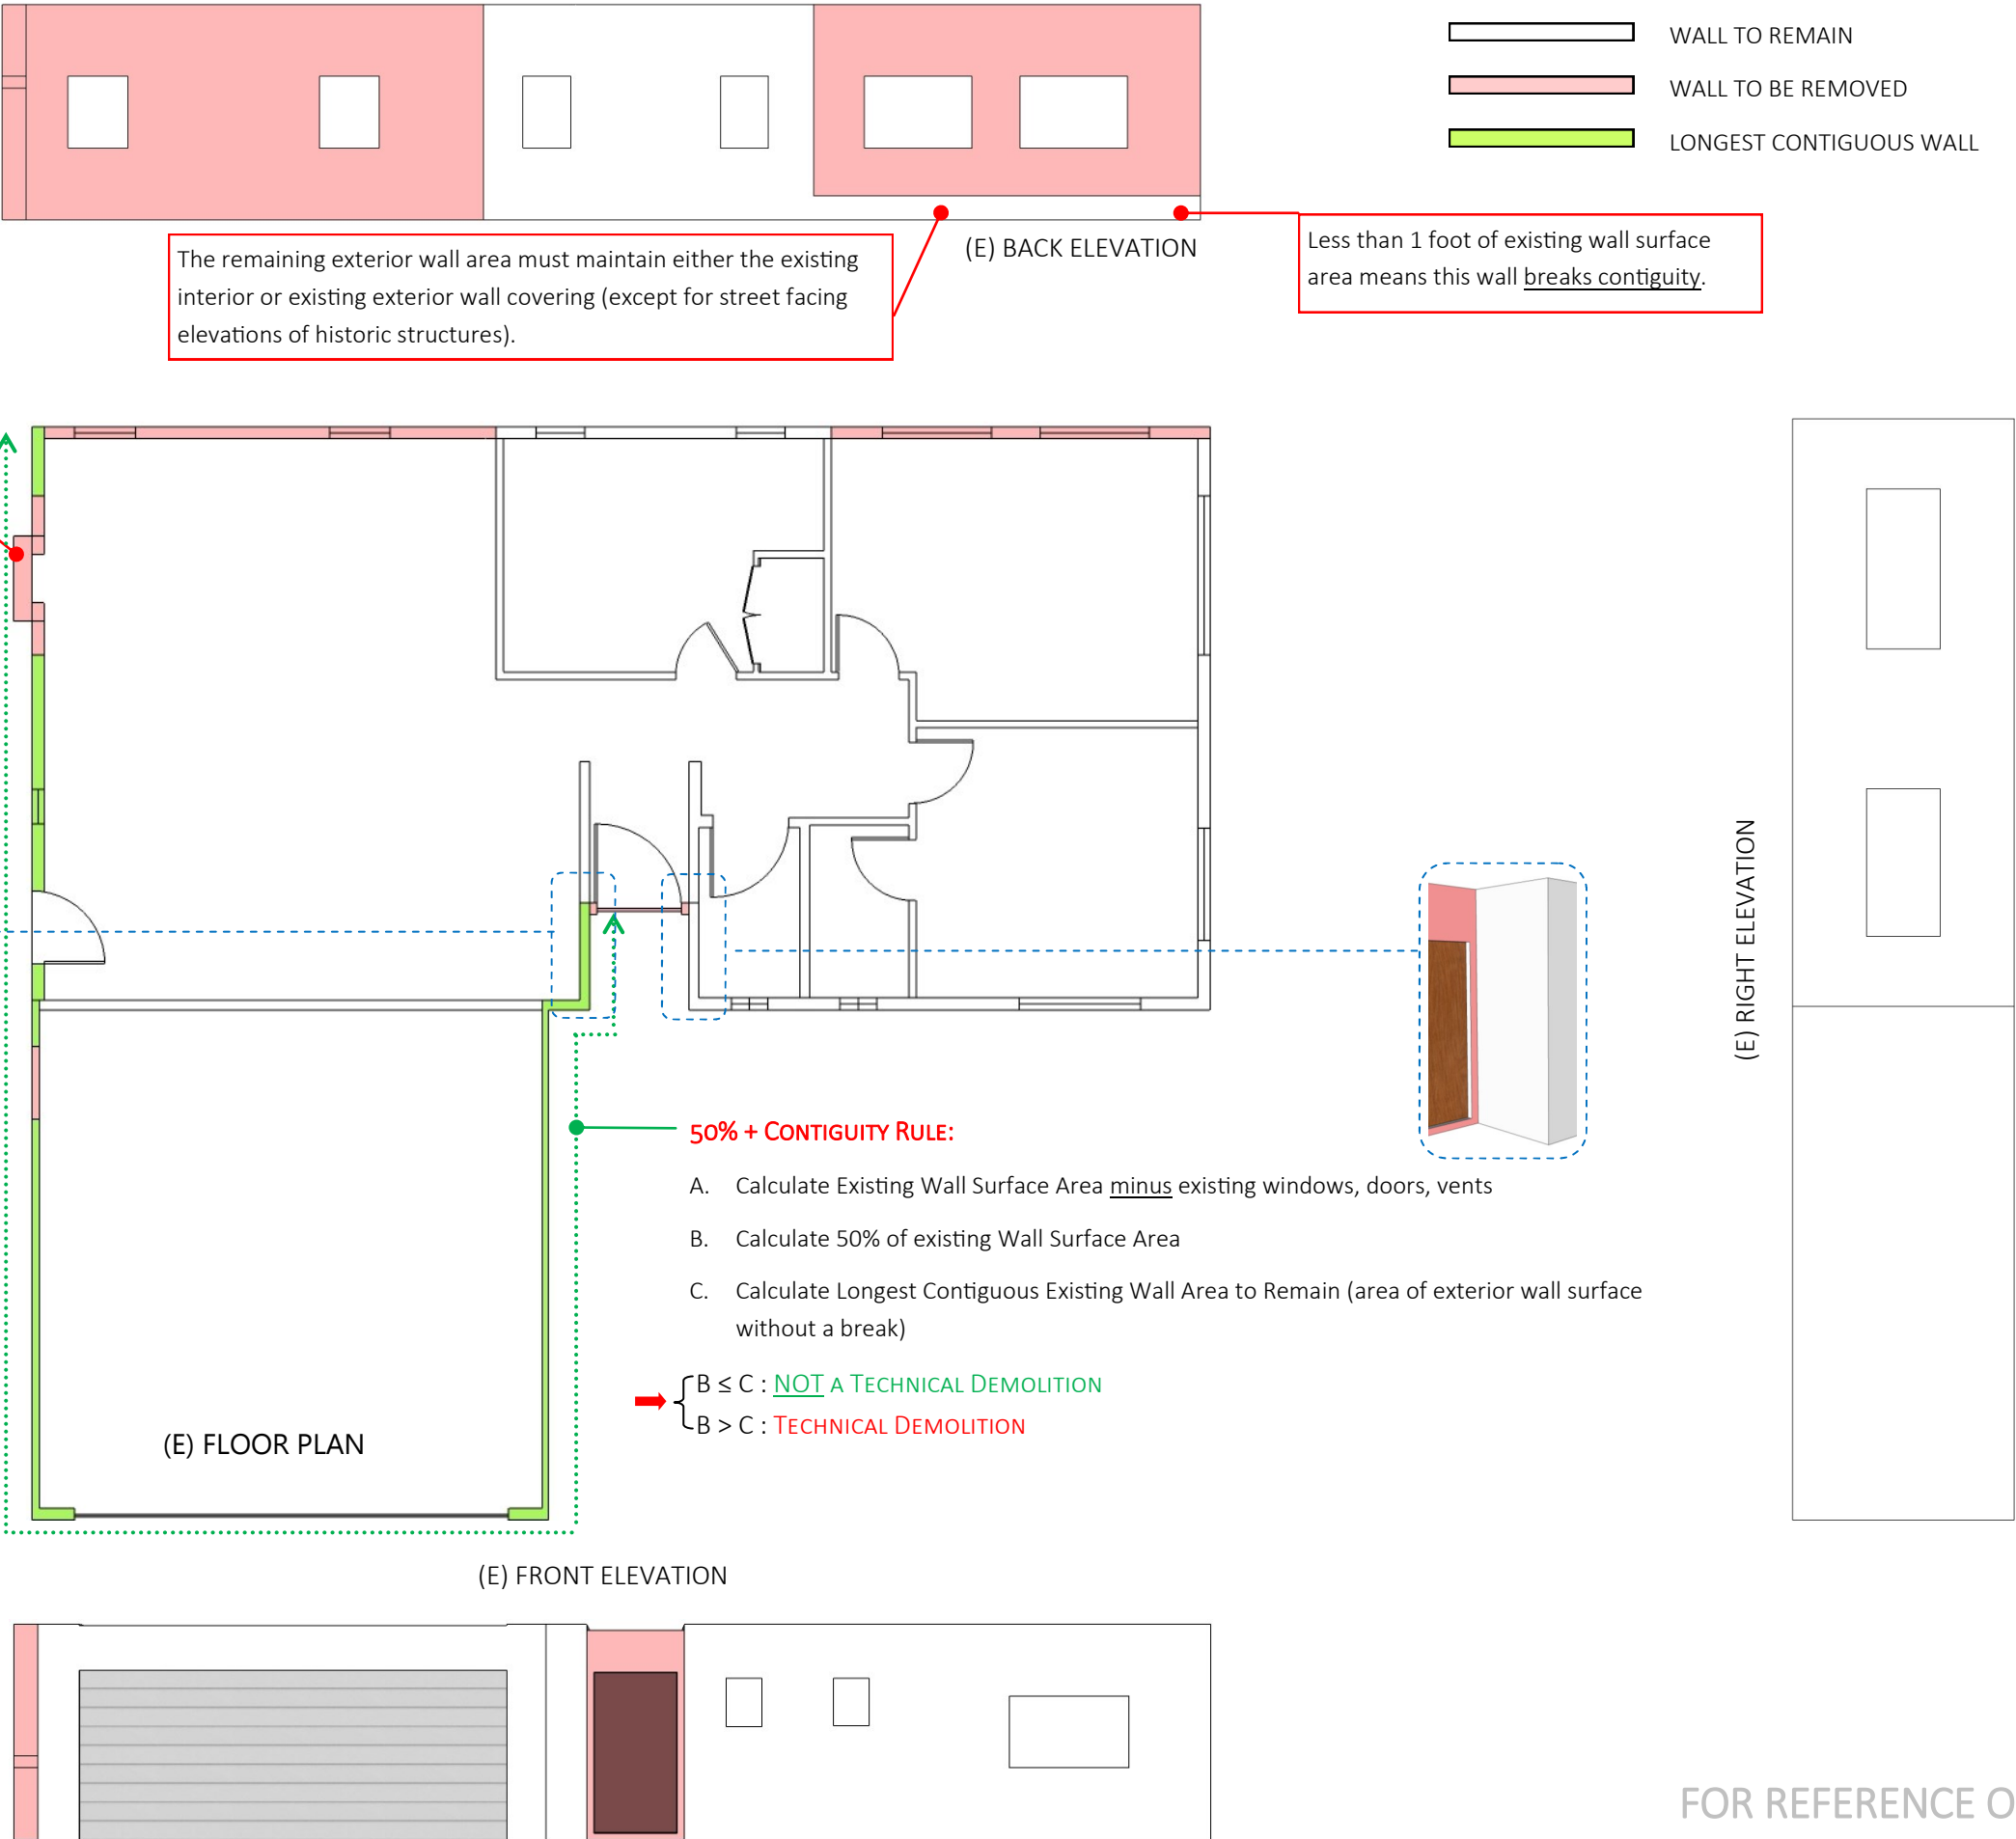 WALL TO REMAIN
WALL TO BE REMOVED
LONGEST CONTIGUOUS WALL
(E) BACK ELEVATION
The remaining exterior wall area must maintain either the existing
interior or existing exterior wall covering (except for street facing
elevations of historic structures).
Less than 1 foot of existing wall surface
area means this wall breaks contiguity.
(E) RIGHT ELEVATION
50% + CONTIGUITY RULE:
A. Calculate Existing Wall Surface Area minus existing windows, doors, vents
B. Calculate 50% of existing Wall Surface Area
C. Calculate Longest Contiguous Existing Wall Area to Remain (area of exterior wall surface
without a break)
B ≤ C : NOT A TECHNICAL DEMOLITION
B > C : TECHNICAL DEMOLITION
(E) FLOOR PLAN
(E) FRONT ELEVATION
FOR REFERENCE O